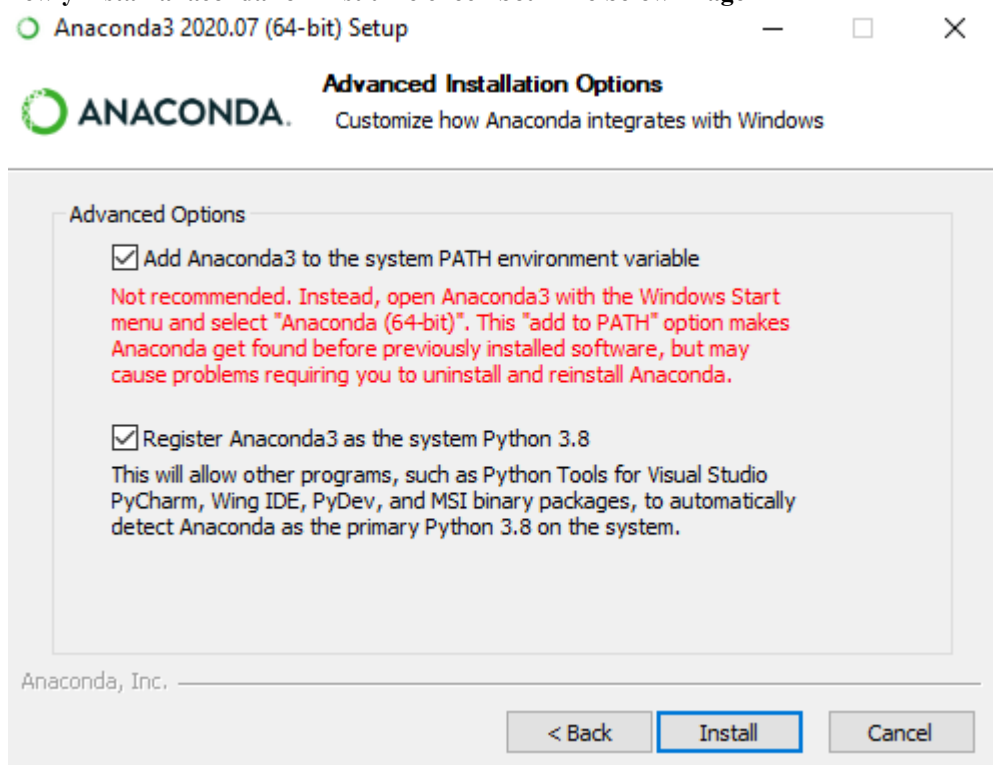 Anaconda3 2020.07 (64-bit) Setup
ANACONDA.
Advanced Installation Options
Customize how Anaconda integrates with Windows
Advanced Options
Add Anaconda3 to the system PATH environment variable
Not recommended. Instead, open Anaconda3 with the Windows Start
menu and select "Anaconda (64-bit)". This "add to PATH" option makes
Anaconda get found before previously installed software, but may
cause problems requiring you to uninstall and reinstall Anaconda.
Register Anaconda3 as the system Python 3.8
This will allow other programs, such as Python Tools for Visual Studio
PyCharm, Wing IDE, PyDev, and MSI binary packages, to automatically
detect Anaconda as the primary Python 3.8 on the system.
Anaconda, Inc.
< Back
Install
Cancel